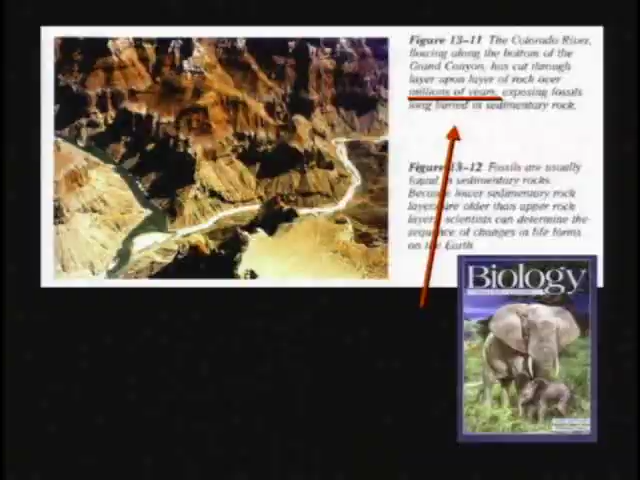 Figure 13–11 The Colorado River,
flowing along the bottom of the
Grand Canyon, has cut through
layer upon layer of rock over
millions of years, exposing fossils
long buried in sedimentary rock.
Figure 13–12 Fossils are usually
found in sedimentary rocks.
Because lower sedimentary rock
layers are older than upper rock
layers, scientists can determine the
sequence of changes in life forms
on the Earth
Biology